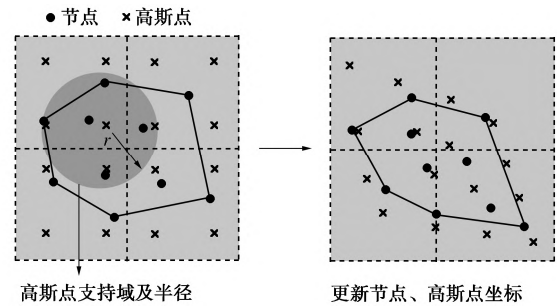 节点 高斯点
r
高斯点支持域及半径
更新节点、高斯点坐标